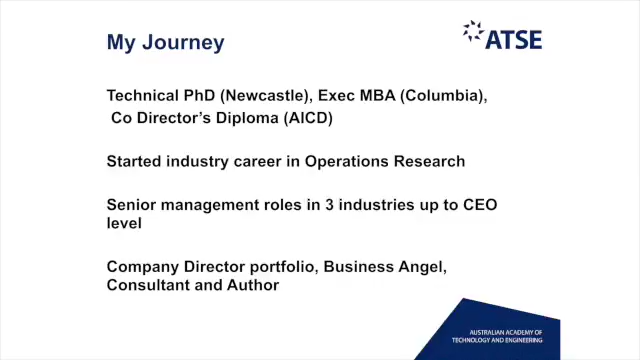 My Journey
ATSE
Technical PhD (Newcastle), Exec MBA (Columbia),
Co Director's Diploma (AICD)
Started industry career in Operations Research
Senior management roles in 3 industries up to CEO
level
Company Director portfolio, Business Angel,
Consultant and Author
AUSTRALIAN ACADEMY OF
TECHNOLOGY AND ENGINEERING